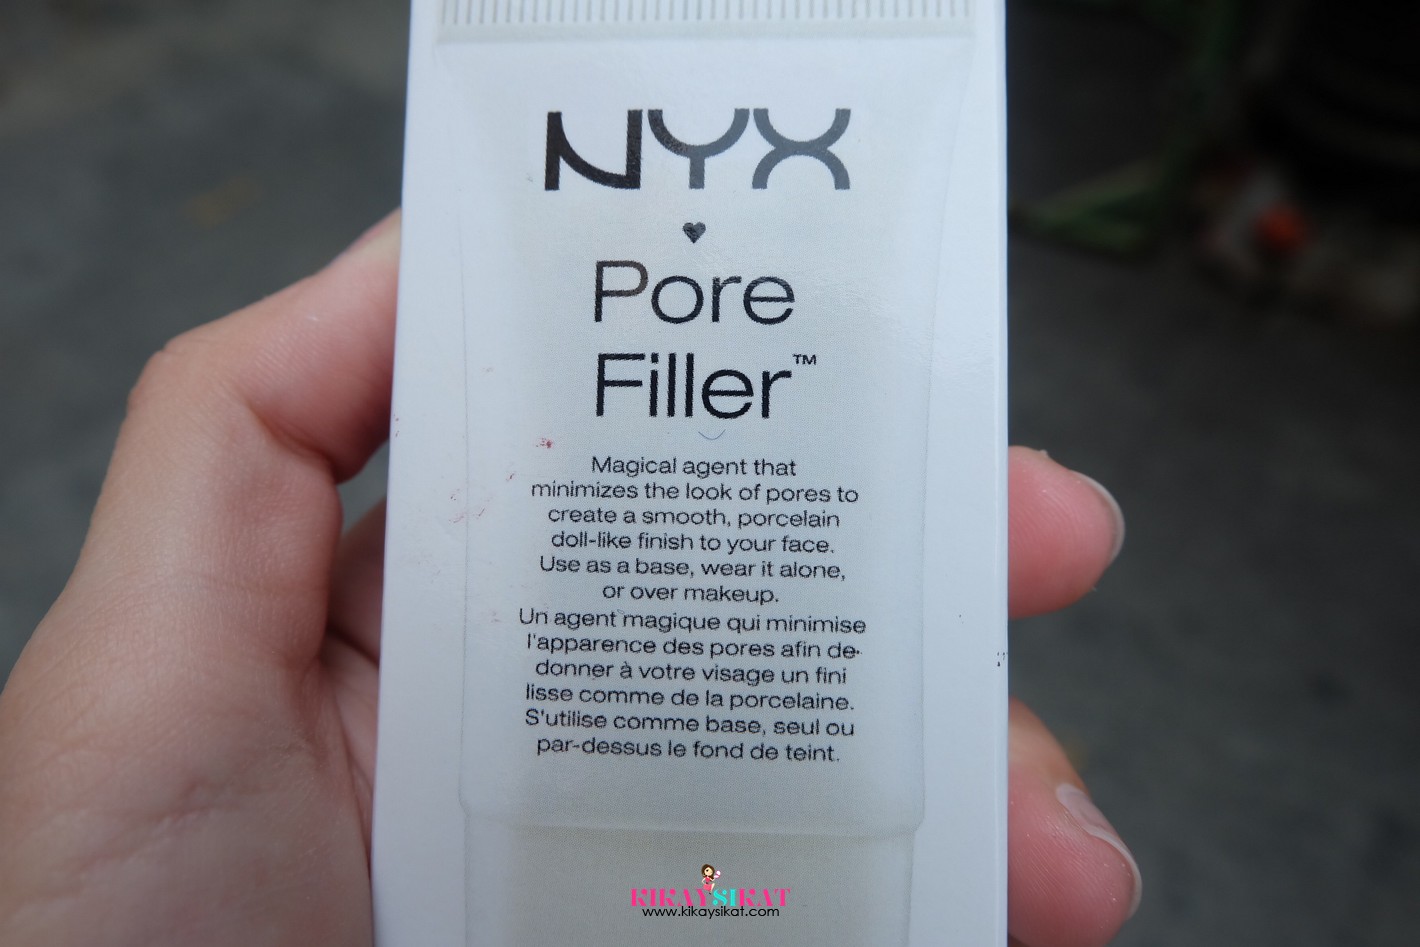 NYX
Pore
Filler™
Magical agent that
minimizes the look of pores to
create a smooth, porcelain
doll-like finish to your face.
Use as a base, wear it alone,
or over makeup.
Un agent magique qui minimise
l'apparence des pores afin de
donner à votre visage un fini
lisse comme de la porcelaine.
S'utilise comme base, seul ou
par-dessus le fond de teint.
KIKAYSIKAT
www.kikaysikat.com